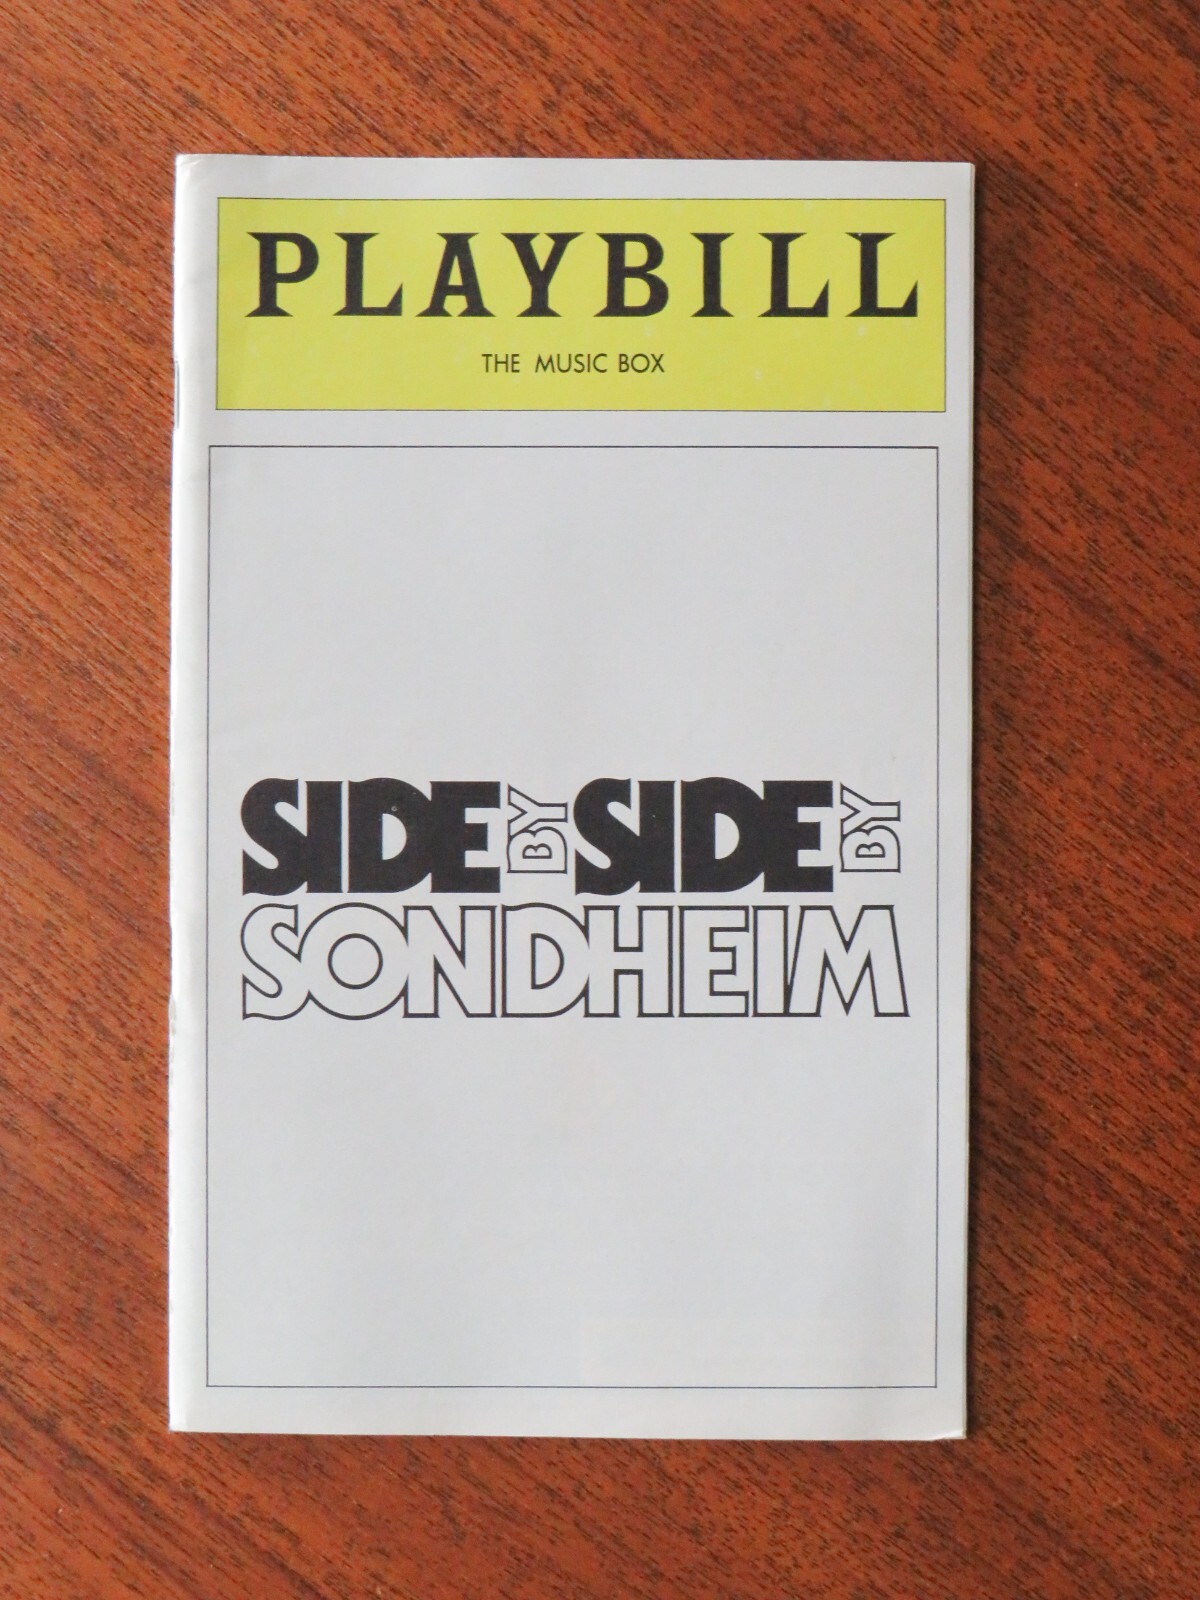 PLAYBILL
THE MUSIC BOX
SIDE BY SIDE BY
SONDHEIM